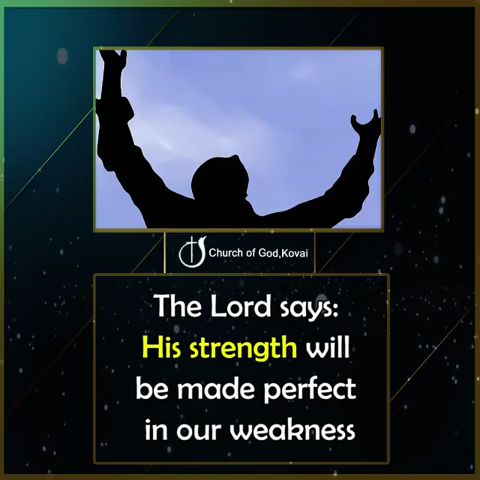 Church of God,Kovai
The Lord says:
His strength will
be made perfect
in our weakness